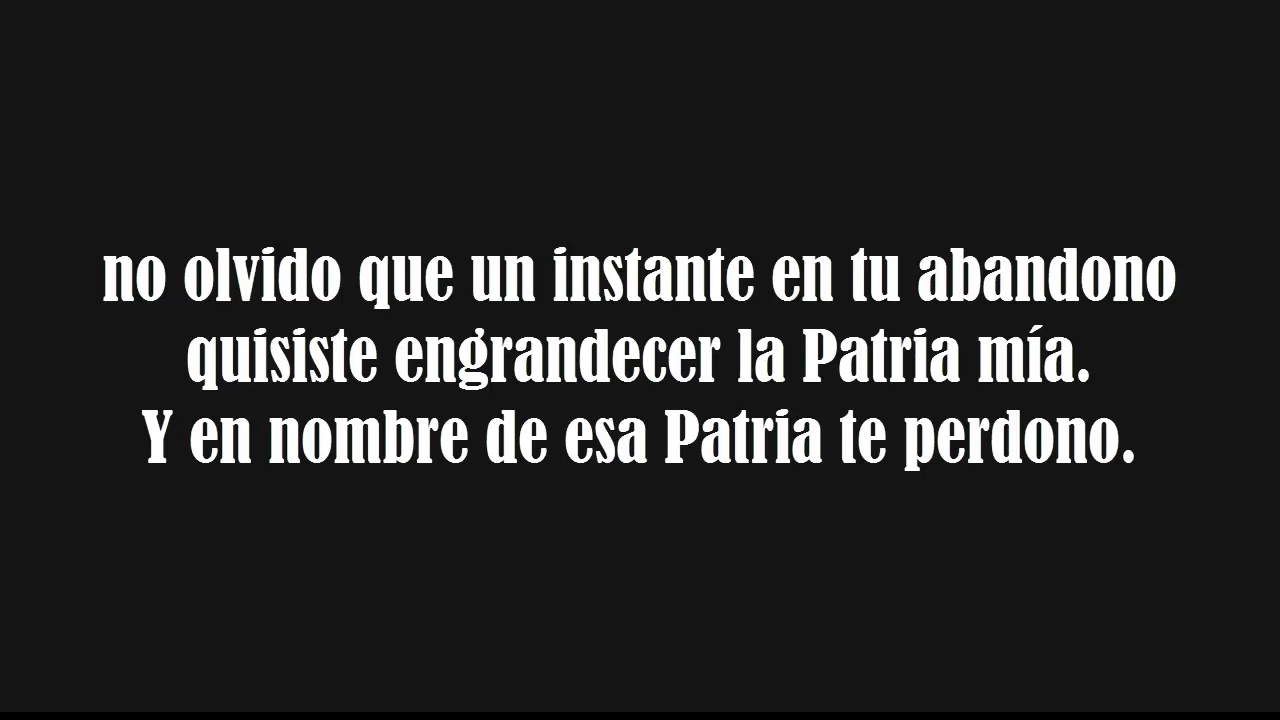 no olvido que un instante en tu abandono
quisiste engrandecer la Patria mía.
Y en nombre de esa Patria te perdono.